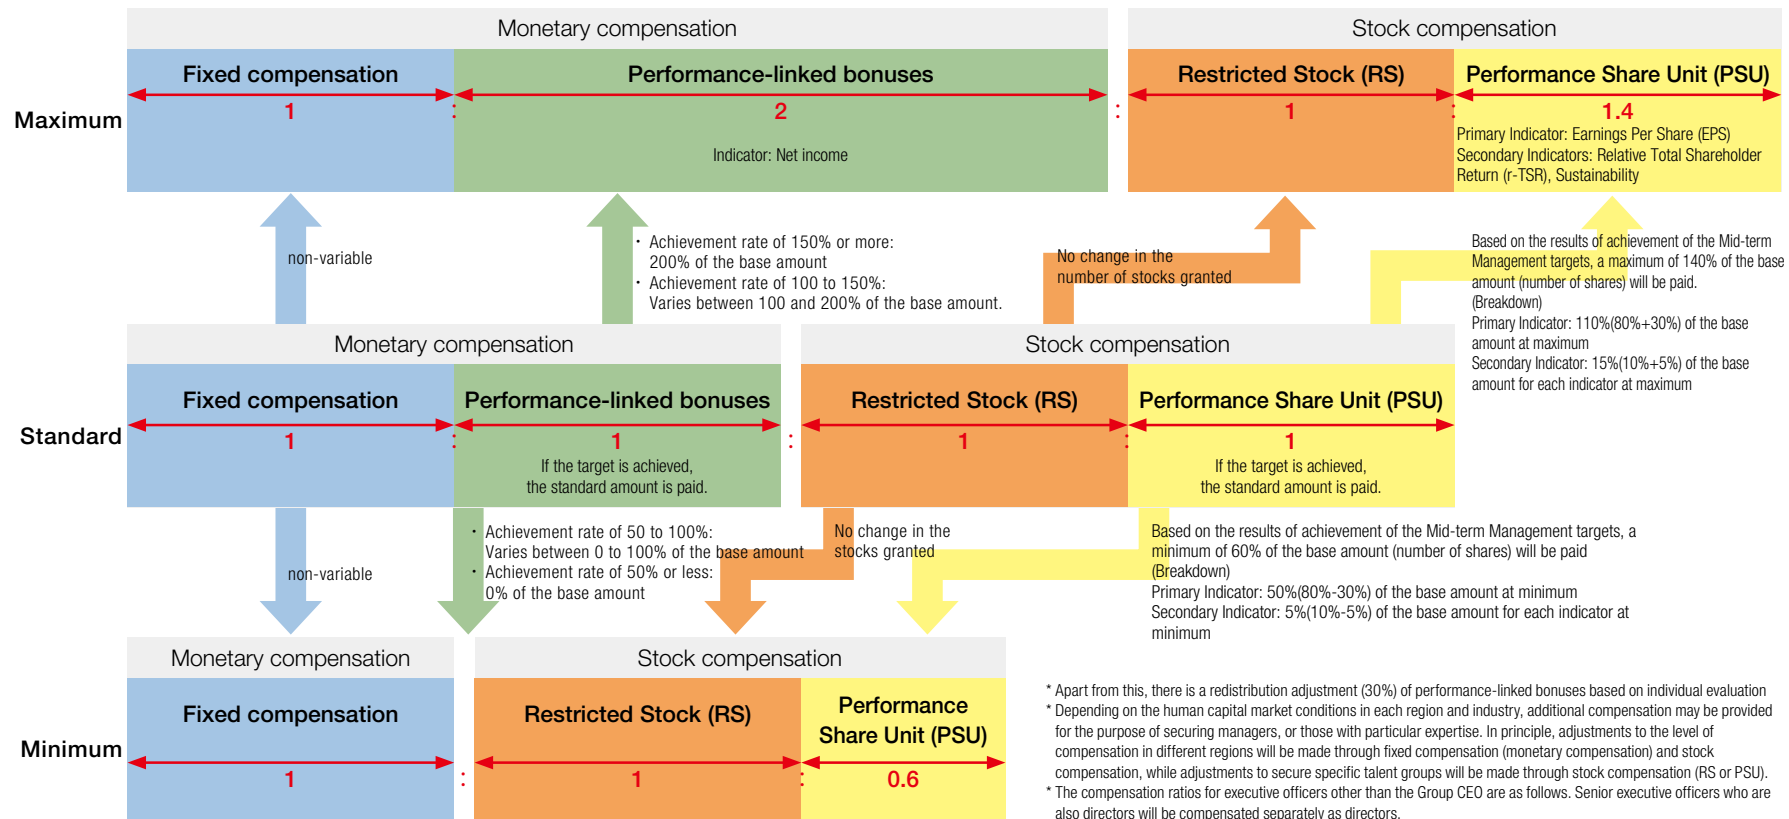 Monetary compensation
Stock compensation
Maximum
Fixed compensation
Performance-linked bonuses
Restricted Stock (RS)
Performance Share Unit (PSU)
1
:
2
:
1
:
1.4
Indicator: Net income
Primary Indicator: Earnings Per Share (EPS)
Secondary Indicators: Relative Total Shareholder
Return (r-TSR), Sustainability
non-variable
・ Achievement rate of 150% or more:
200% of the base amount
・ Achievement rate of 100 to 150%:
Varies between 100 and 200% of the base amount.
No change in the
number of stocks granted
Based on the results of achievement of the Mid-term
Management targets, a maximum of 140% of the base
amount (number of shares) will be paid.
(Breakdown)
Primary Indicator: 110%(80%+30%) of the base
amount at maximum
Secondary Indicator: 15%(10%+5%) of the base
amount for each indicator at maximum
Monetary compensation
Stock compensation
Standard
Fixed compensation
Performance-linked bonuses
Restricted Stock (RS)
Performance Share Unit (PSU)
1
:
1
:
1
:
1
If the target is achieved,
the standard amount is paid.
If the target is achieved,
the standard amount is paid.
non-variable
・ Achievement rate of 50 to 100%:
Varies between 0 to 100% of the base amount
・ Achievement rate of 50% or less:
0% of the base amount
No change in the
stocks granted
Based on the results of achievement of the Mid-term Management targets, a
minimum of 60% of the base amount (number of shares) will be paid
(Breakdown)
Primary Indicator: 50%(80%-30%) of the base amount at minimum
Secondary Indicator: 5%(10%-5%) of the base amount for each indicator at
minimum
Monetary compensation
Stock compensation
Minimum
Fixed compensation
Restricted Stock (RS)
Performance
Share Unit (PSU)
1
:
1
:
0.6
* Apart from this, there is a redistribution adjustment (30%) of performance-linked bonuses based on individual evaluation
* Depending on the human capital market conditions in each region and industry, additional compensation may be provided
for the purpose of securing managers, or those with particular expertise. In principle, adjustments to the level of
compensation in different regions will be made through fixed compensation (monetary compensation) and stock
compensation, while adjustments to secure specific talent groups will be made through stock compensation (RS or PSU).
* The compensation ratios for executive officers other than the Group CEO are as follows. Senior executive officers who are
also directors will be compensated separately as directors.